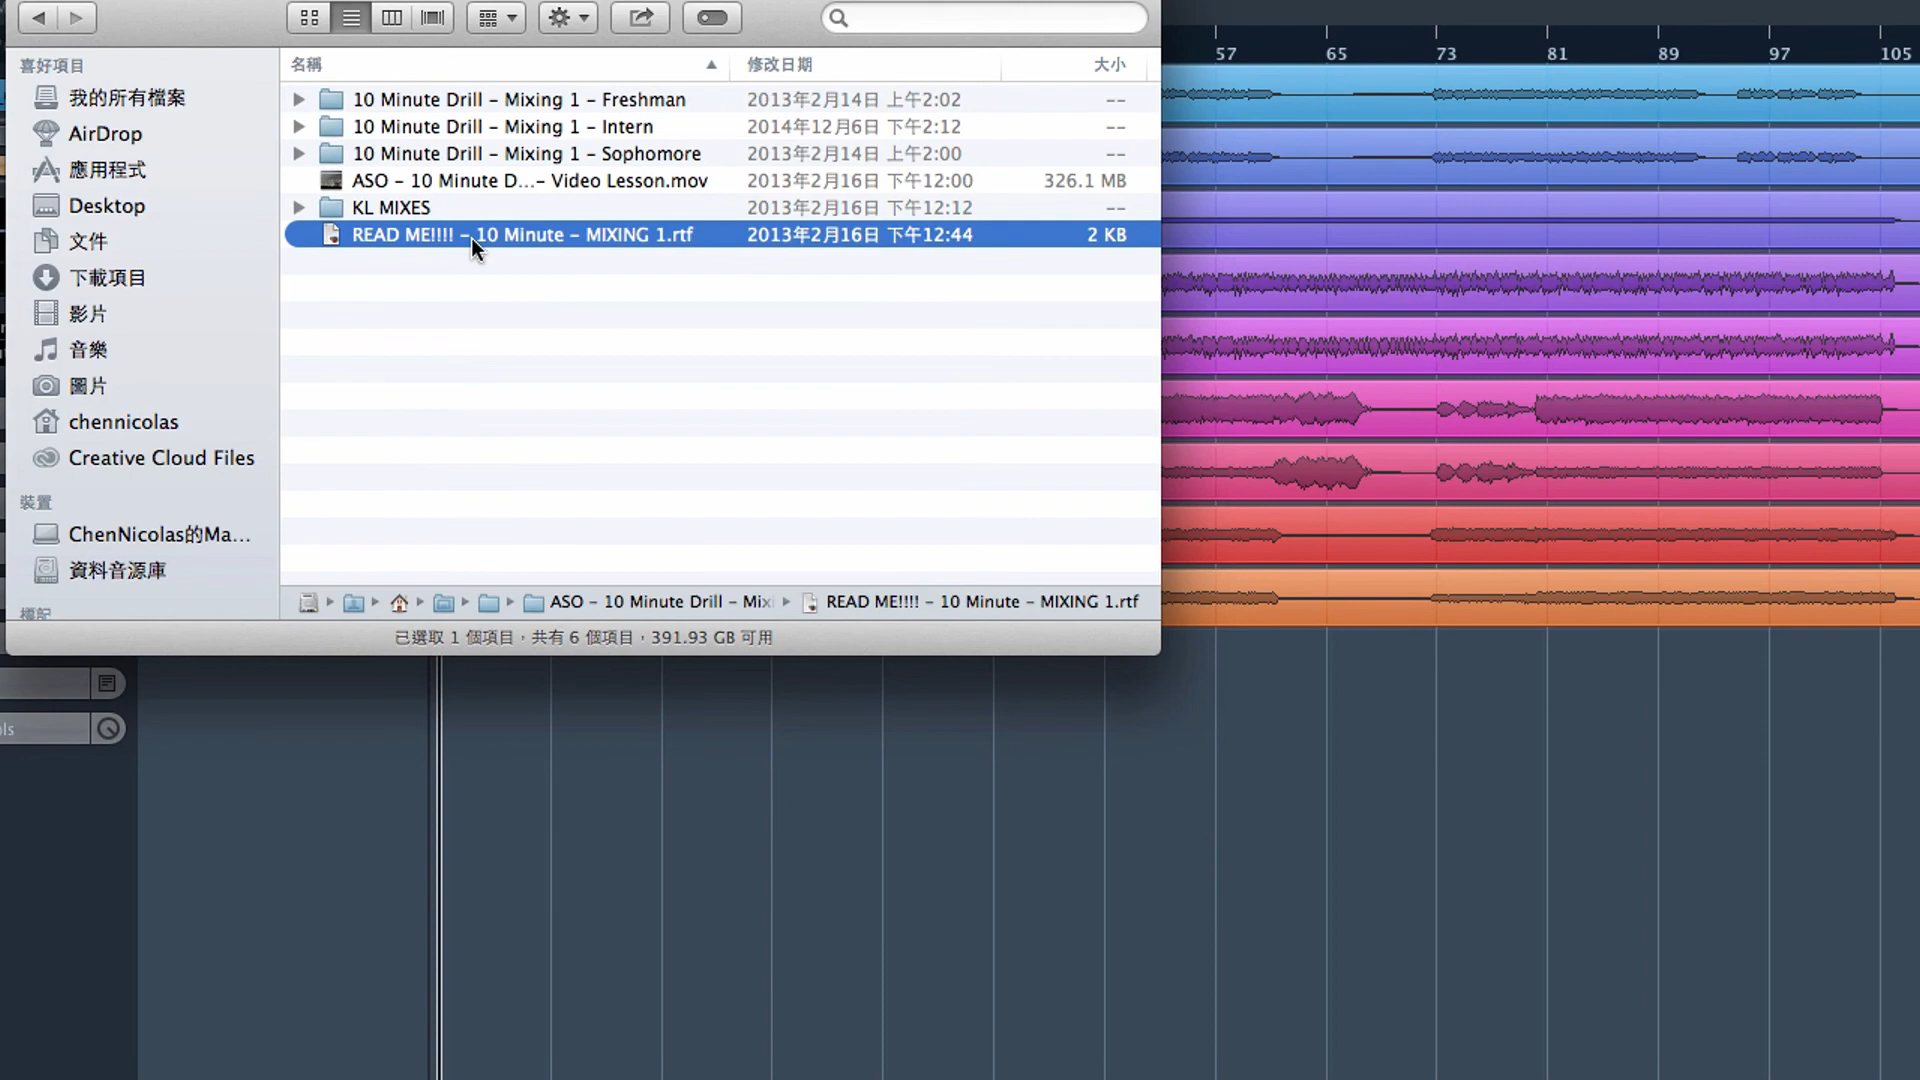 57 65 73 81 89 97 105
名稱 修改日期 大小
10 Minute Drill – Mixing 1 – Freshman 2013年2月14日 上午2:02 --
10 Minute Drill – Mixing 1 – Intern 2014年12月6日 下午2:12 --
10 Minute Drill – Mixing 1 – Sophomore 2013年2月14日 上午2:00 --
ASO – 10 Minute D...– Video Lesson.mov 2013年2月16日 下午12:00 326.1 MB
KL MIXES 2013年2月16日 下午12:12 --
READ ME!!!! – 10 Minute – MIXING 1.rtf 2013年2月16日 下午12:44 2 KB
喜好項目
我的所有檔案
AirDrop
應用程式
Desktop
文件
下載項目
影片
音樂
圖片
chennicolas
Creative Cloud Files
裝置
ChenNicolas的Ma...
資料音源庫
標記
ASO – 10 Minute Drill – Mixi READ ME!!!! – 10 Minute – MIXING 1.rtf
已選取 1 個項目，共有 6 個項目，391.93 GB 可用
ols